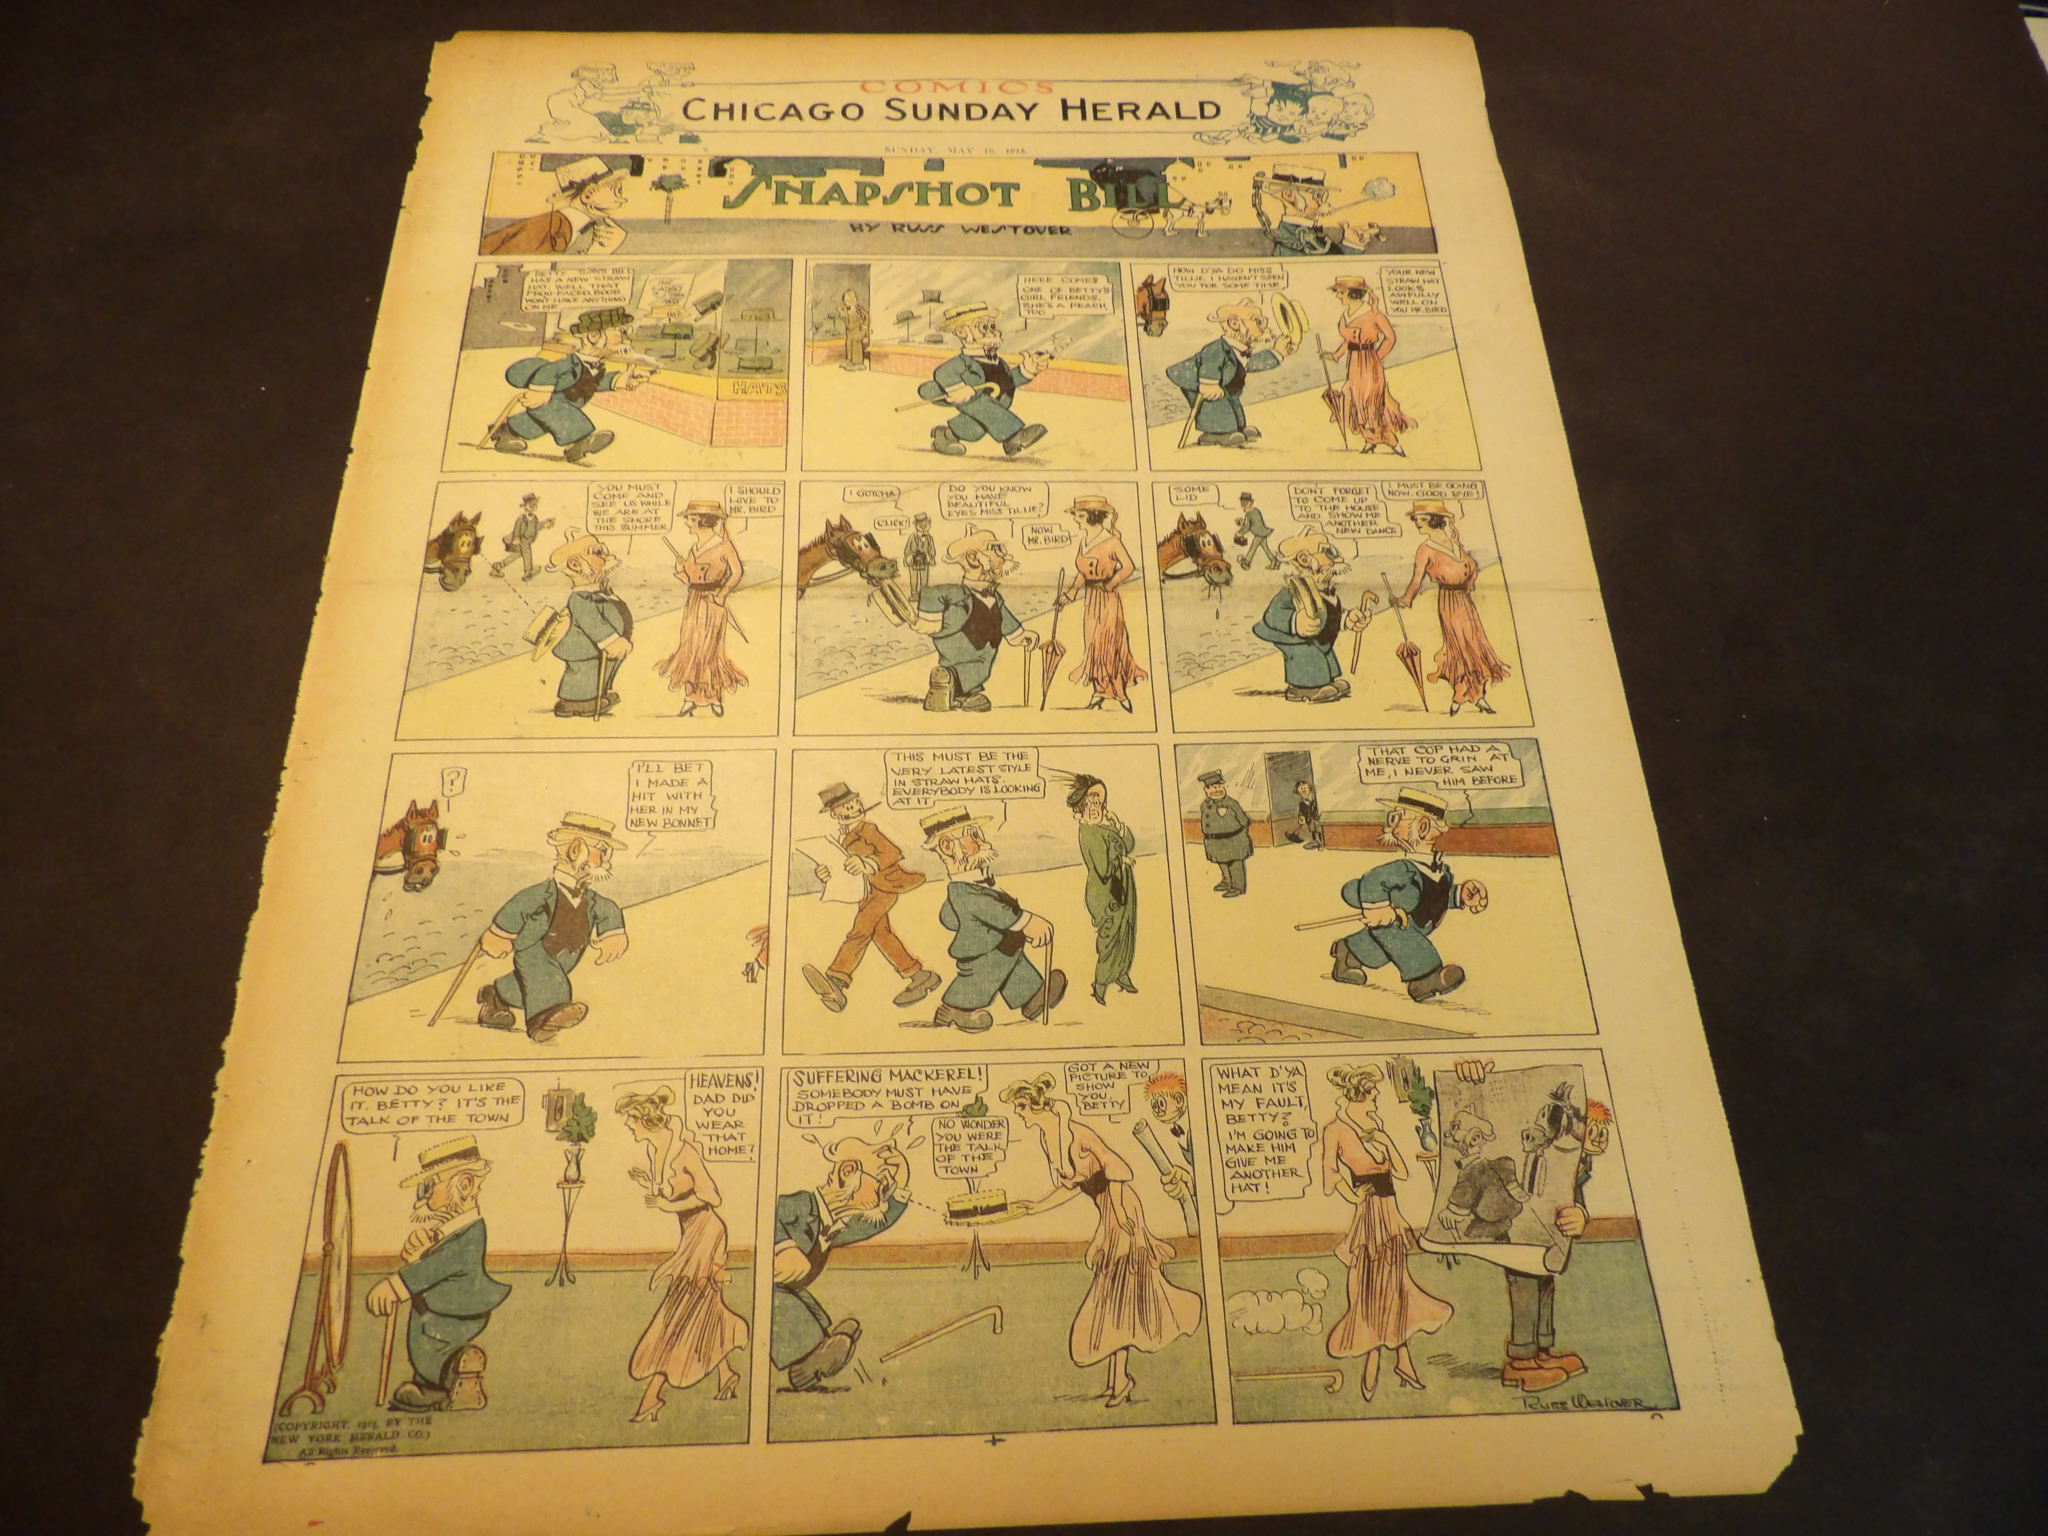 COMICS
CHICAGO SUNDAY HERALD
SUNDAY, MAY 16, 1915.
SNAPSHOT BILL
BY RUSS WESTOVER
BETTY SAYS BILL
HAS A NEW STRAW
HAT. WELL THAT
FROG-FACED BOOB
WON'T HAVE ANYTHING
ON ME
HATS
HERE COMES
ONE OF BETTY'S
GIRL FRIENDS.
SHE'S A PEACH,
TOO
HOW D'YA DO MISS
TILLIE. I HAVEN'T SEEN
YOU FOR SOME TIME
YOUR NEW
STRAW HAT
LOOKS
AWFULLY
WELL ON
YOU MR. BIRD
YOU MUST
COME AND
SEE US WHILE
WE ARE AT
THE SHORE
THIS SUMMER
I SHOULD
LOVE TO
MR. BIRD
I GOTCHA
CLICK!
DO YOU KNOW
YOU HAVE
BEAUTIFUL
EYES MISS TILLIE?
NOW
MR. BIRD
SOME
LID
DON'T FORGET
TO COME UP
TO THE HOUSE
AND SHOW ME
ANOTHER
NEW DANCE
I MUST BE GOING
NOW. GOOD BYE!
?
I'LL BET
I MADE A
HIT WITH
HER IN MY
NEW BONNET
THIS MUST BE THE
VERY LATEST STYLE
IN STRAW HATS.
EVERYBODY IS LOOKING
AT IT
THAT COP HAD A
NERVE TO GRIN AT
ME, I NEVER SAW
HIM BEFORE
HOW DO YOU LIKE
IT, BETTY? IT'S THE
TALK OF THE TOWN
HEAVENS!
DAD DID
YOU
WEAR
THAT
HOME?
(COPYRIGHT, 1915, BY THE
NEW YORK HERALD CO.)
All Rights Reserved.
SUFFERING MACKEREL!
SOMEBODY MUST HAVE
DROPPED A BOMB ON
IT!
NO WONDER
YOU WERE
THE TALK
OF THE
TOWN
GOT A NEW
PICTURE TO
SHOW
YOU
BETTY
WHAT D'YA
MEAN IT'S
MY FAULT,
BETTY?
I'M GOING TO
MAKE HIM
GIVE ME
ANOTHER
HAT!
RUSS WESTOVER